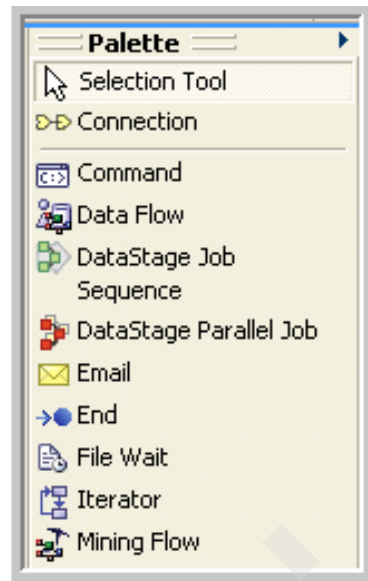 Palette
Selection Tool
Connection
Command
Data Flow
DataStage Job
Sequence
DataStage Parallel Job
Email
End
File Wait
Iterator
Mining Flow